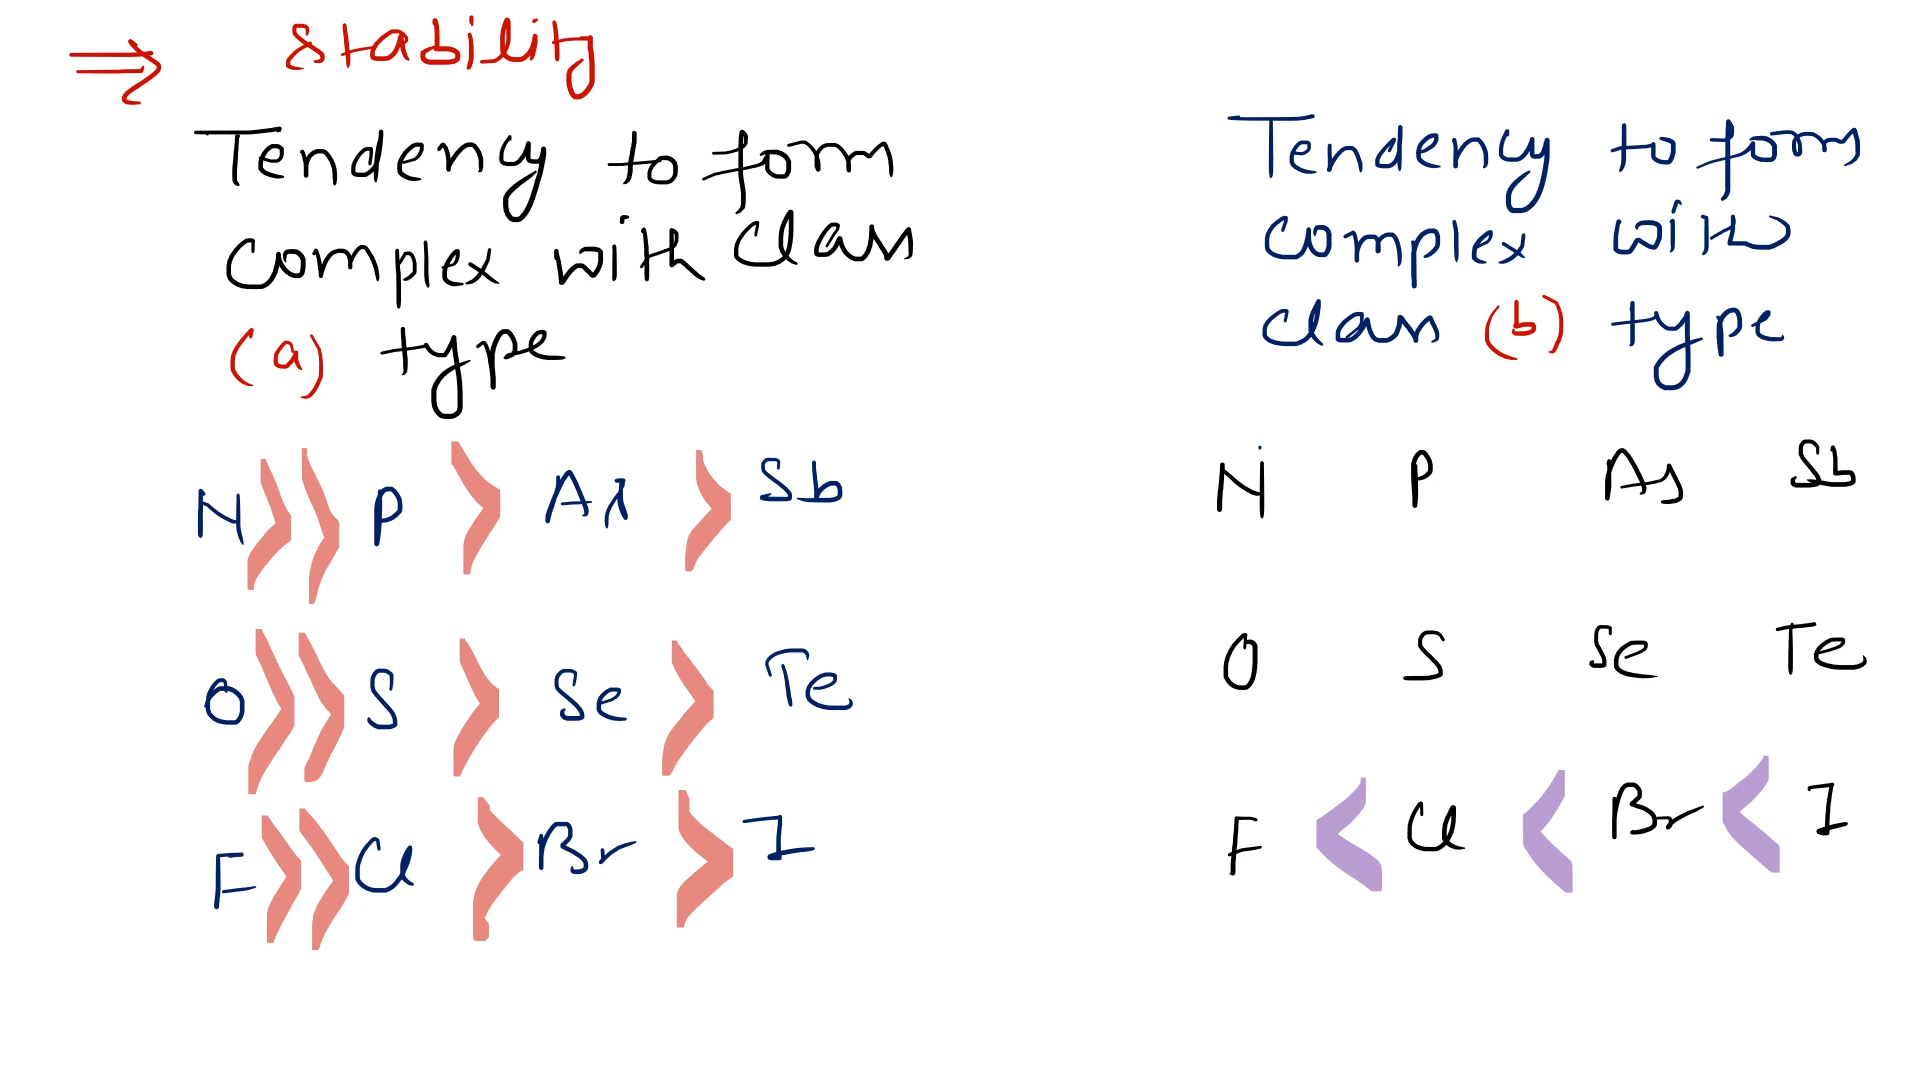 ⇒ Stability
Tendency to form
complex with class
(a) type
N >> P > As > Sb
O >> S > Se > Te
F >> Cl > Br > I
Tendency to form
complex with
class (b) type
N P As Sb
O S Se Te
F < Cl < Br < I